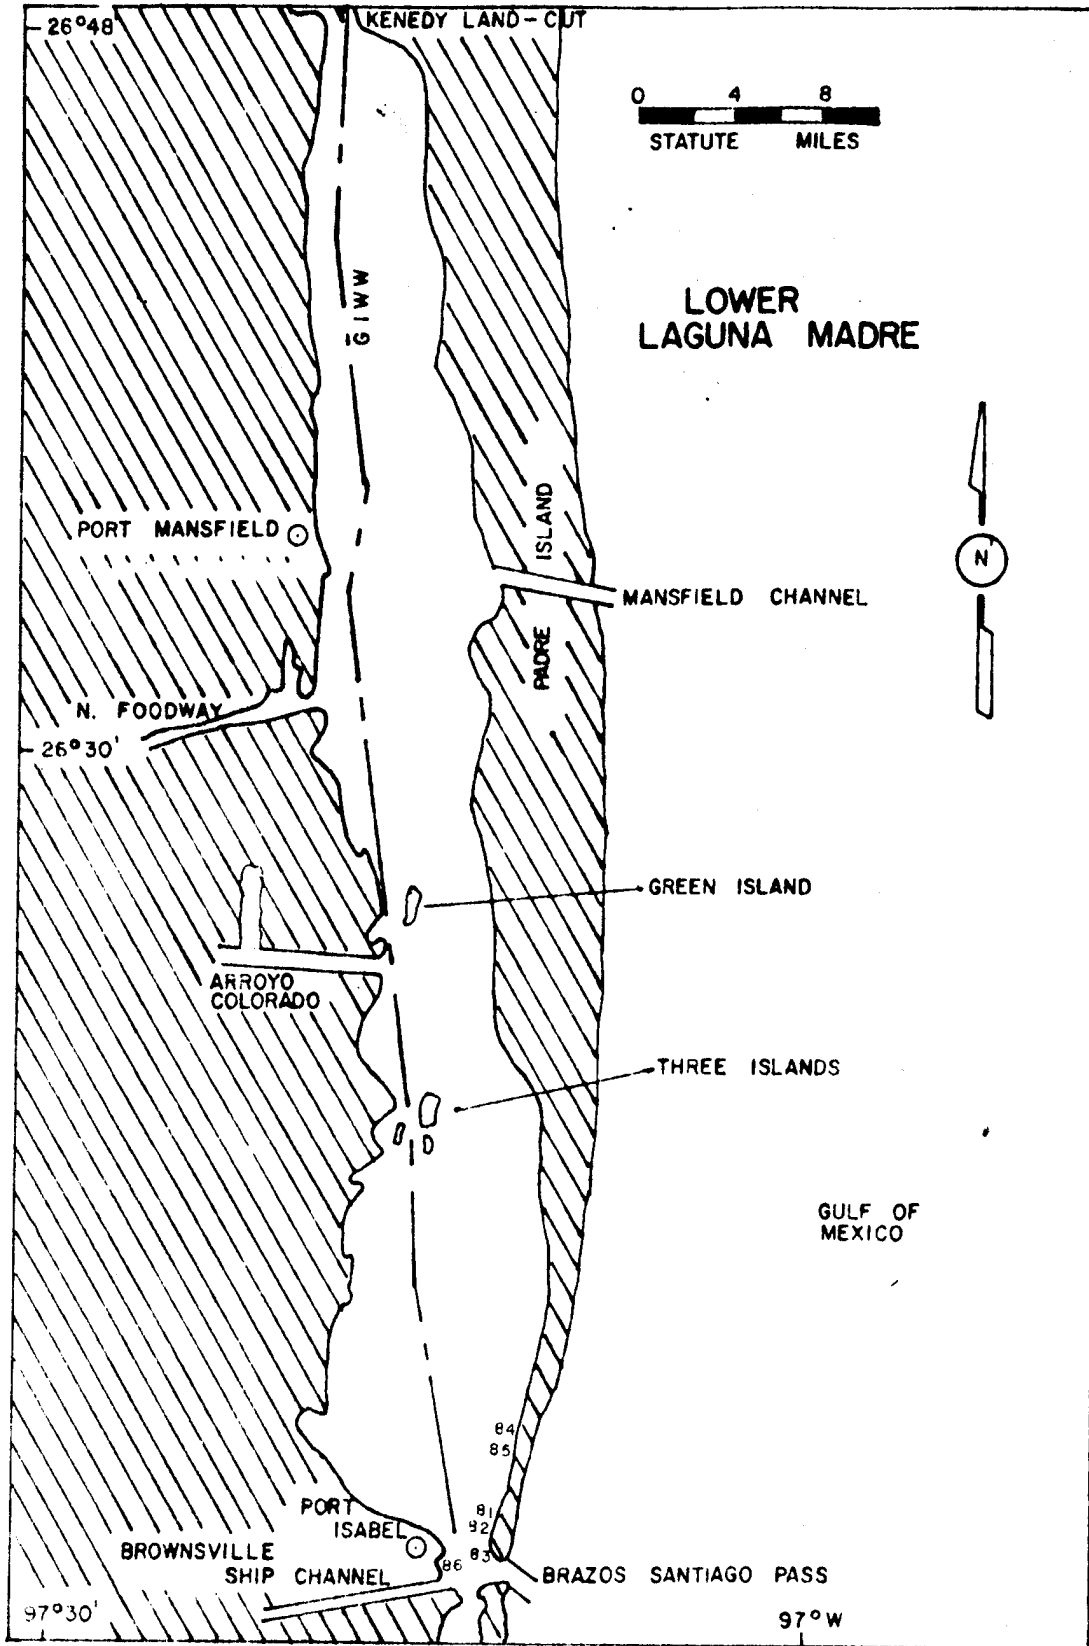 26°48'
KENEDY LAND-CUT
0 4 8
STATUTE MILES
GIWW
LOWER
LAGUNA MADRE
PORT MANSFIELD
PADRE ISLAND
N
MANSFIELD CHANNEL
N. FOODWAY
26°30'
GREEN ISLAND
ARROYO
COLORADO
THREE ISLANDS
GULF OF
MEXICO
84
85
81
82
83
86
PORT
ISABEL
BROWNSVILLE
SHIP CHANNEL
BRAZOS SANTIAGO PASS
97°30'
97°W